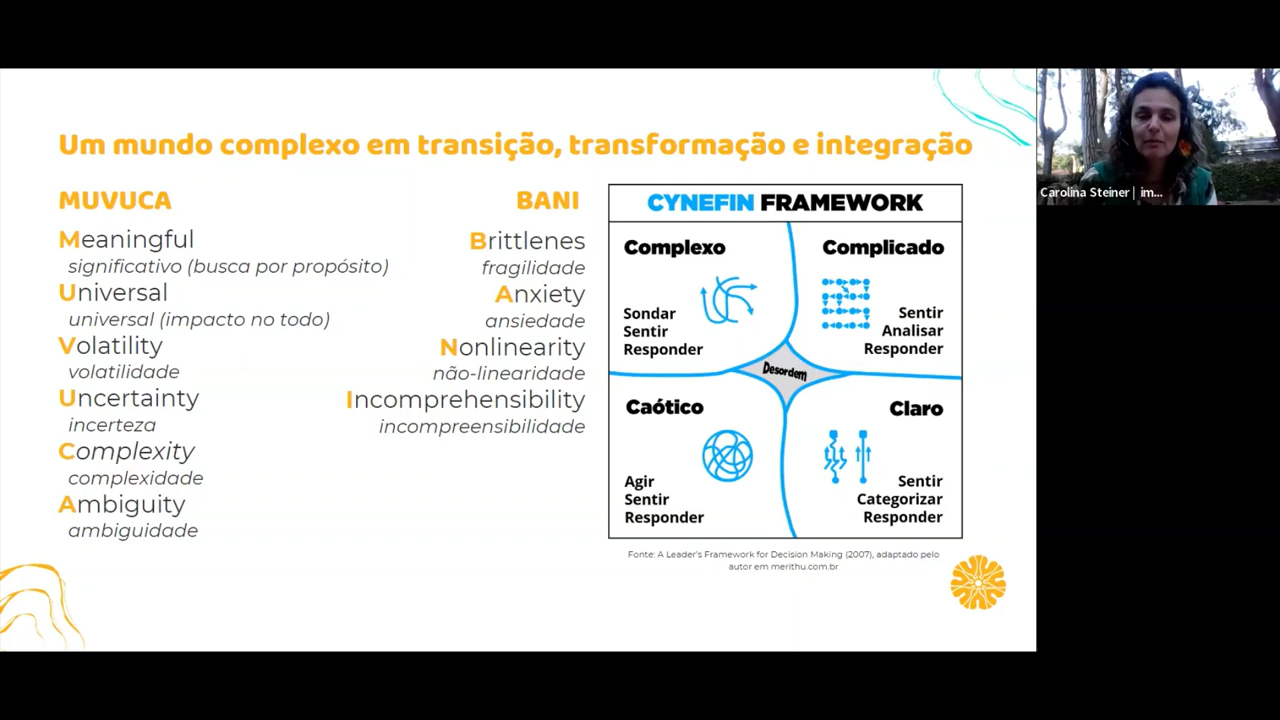 Um mundo complexo em transição, transformação e integração
MUVUCA
Meaningful
significativo (busca por propósito)
Universal
universal (impacto no todo)
Volatility
volatilidade
Uncertainty
incerteza
Complexity
complexidade
Ambiguity
ambiguidade
BANI
Brittlenes
fragilidade
Anxiety
ansiedade
Nonlinearity
não-linearidade
Incomprehensibility
incompreensibilidade
CYNEFIN FRAMEWORK
Complexo
Sondar
Sentir
Responder
Complicado
Sentir
Analisar
Responder
Desordem
Caótico
Agir
Sentir
Responder
Claro
Sentir
Categorizar
Responder
Fonte: A Leader's Framework for Decision Making (2007), adaptado pelo
autor em merithu.com.br
Carolina Steiner| im...